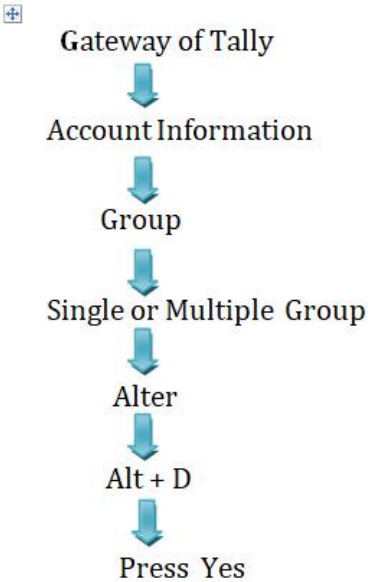 Gateway of Tally
Account Information
Group
Single or Multiple Group
Alter
Alt + D
Press Yes